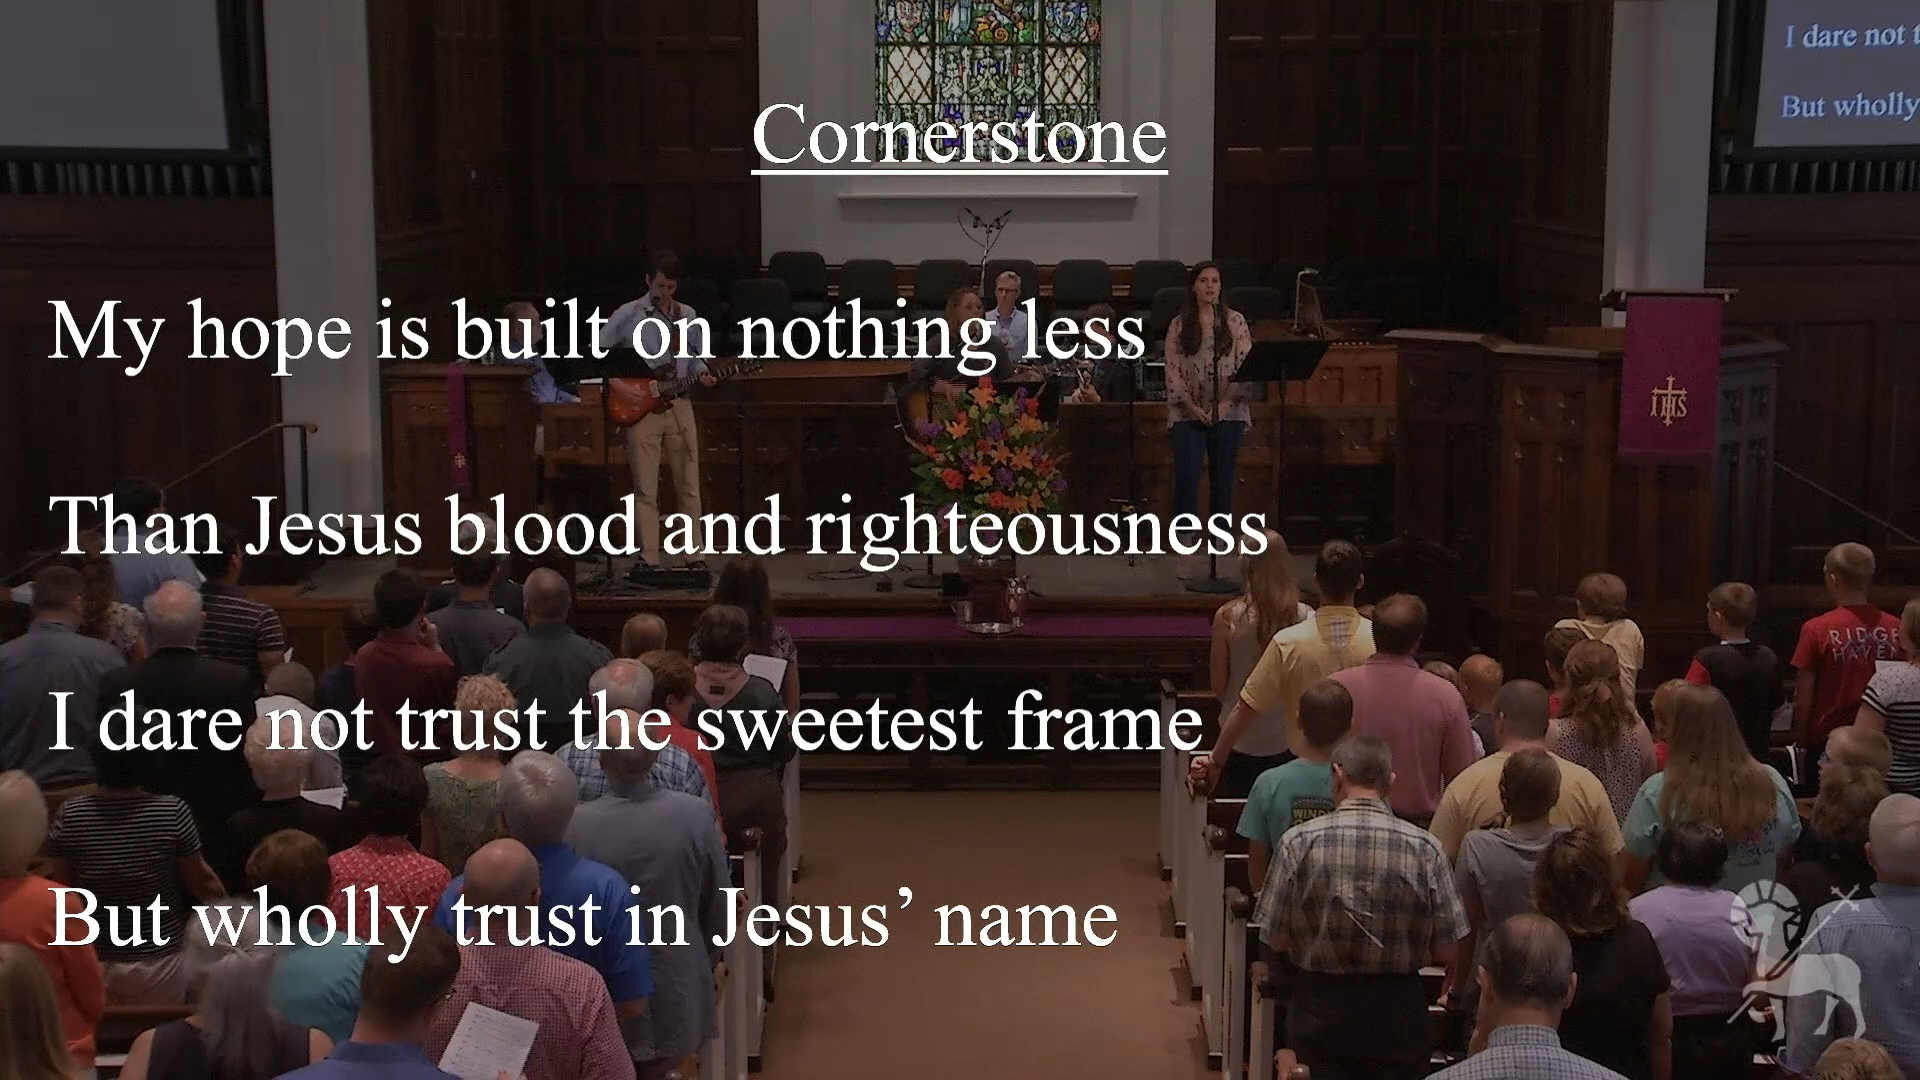 I dare not t
But wholly
Cornerstone
My hope is built on nothing less
Than Jesus blood and righteousness
I dare not trust the sweetest frame
But wholly trust in Jesus’ name
IHS
RIDGE
HAVEN
WIND